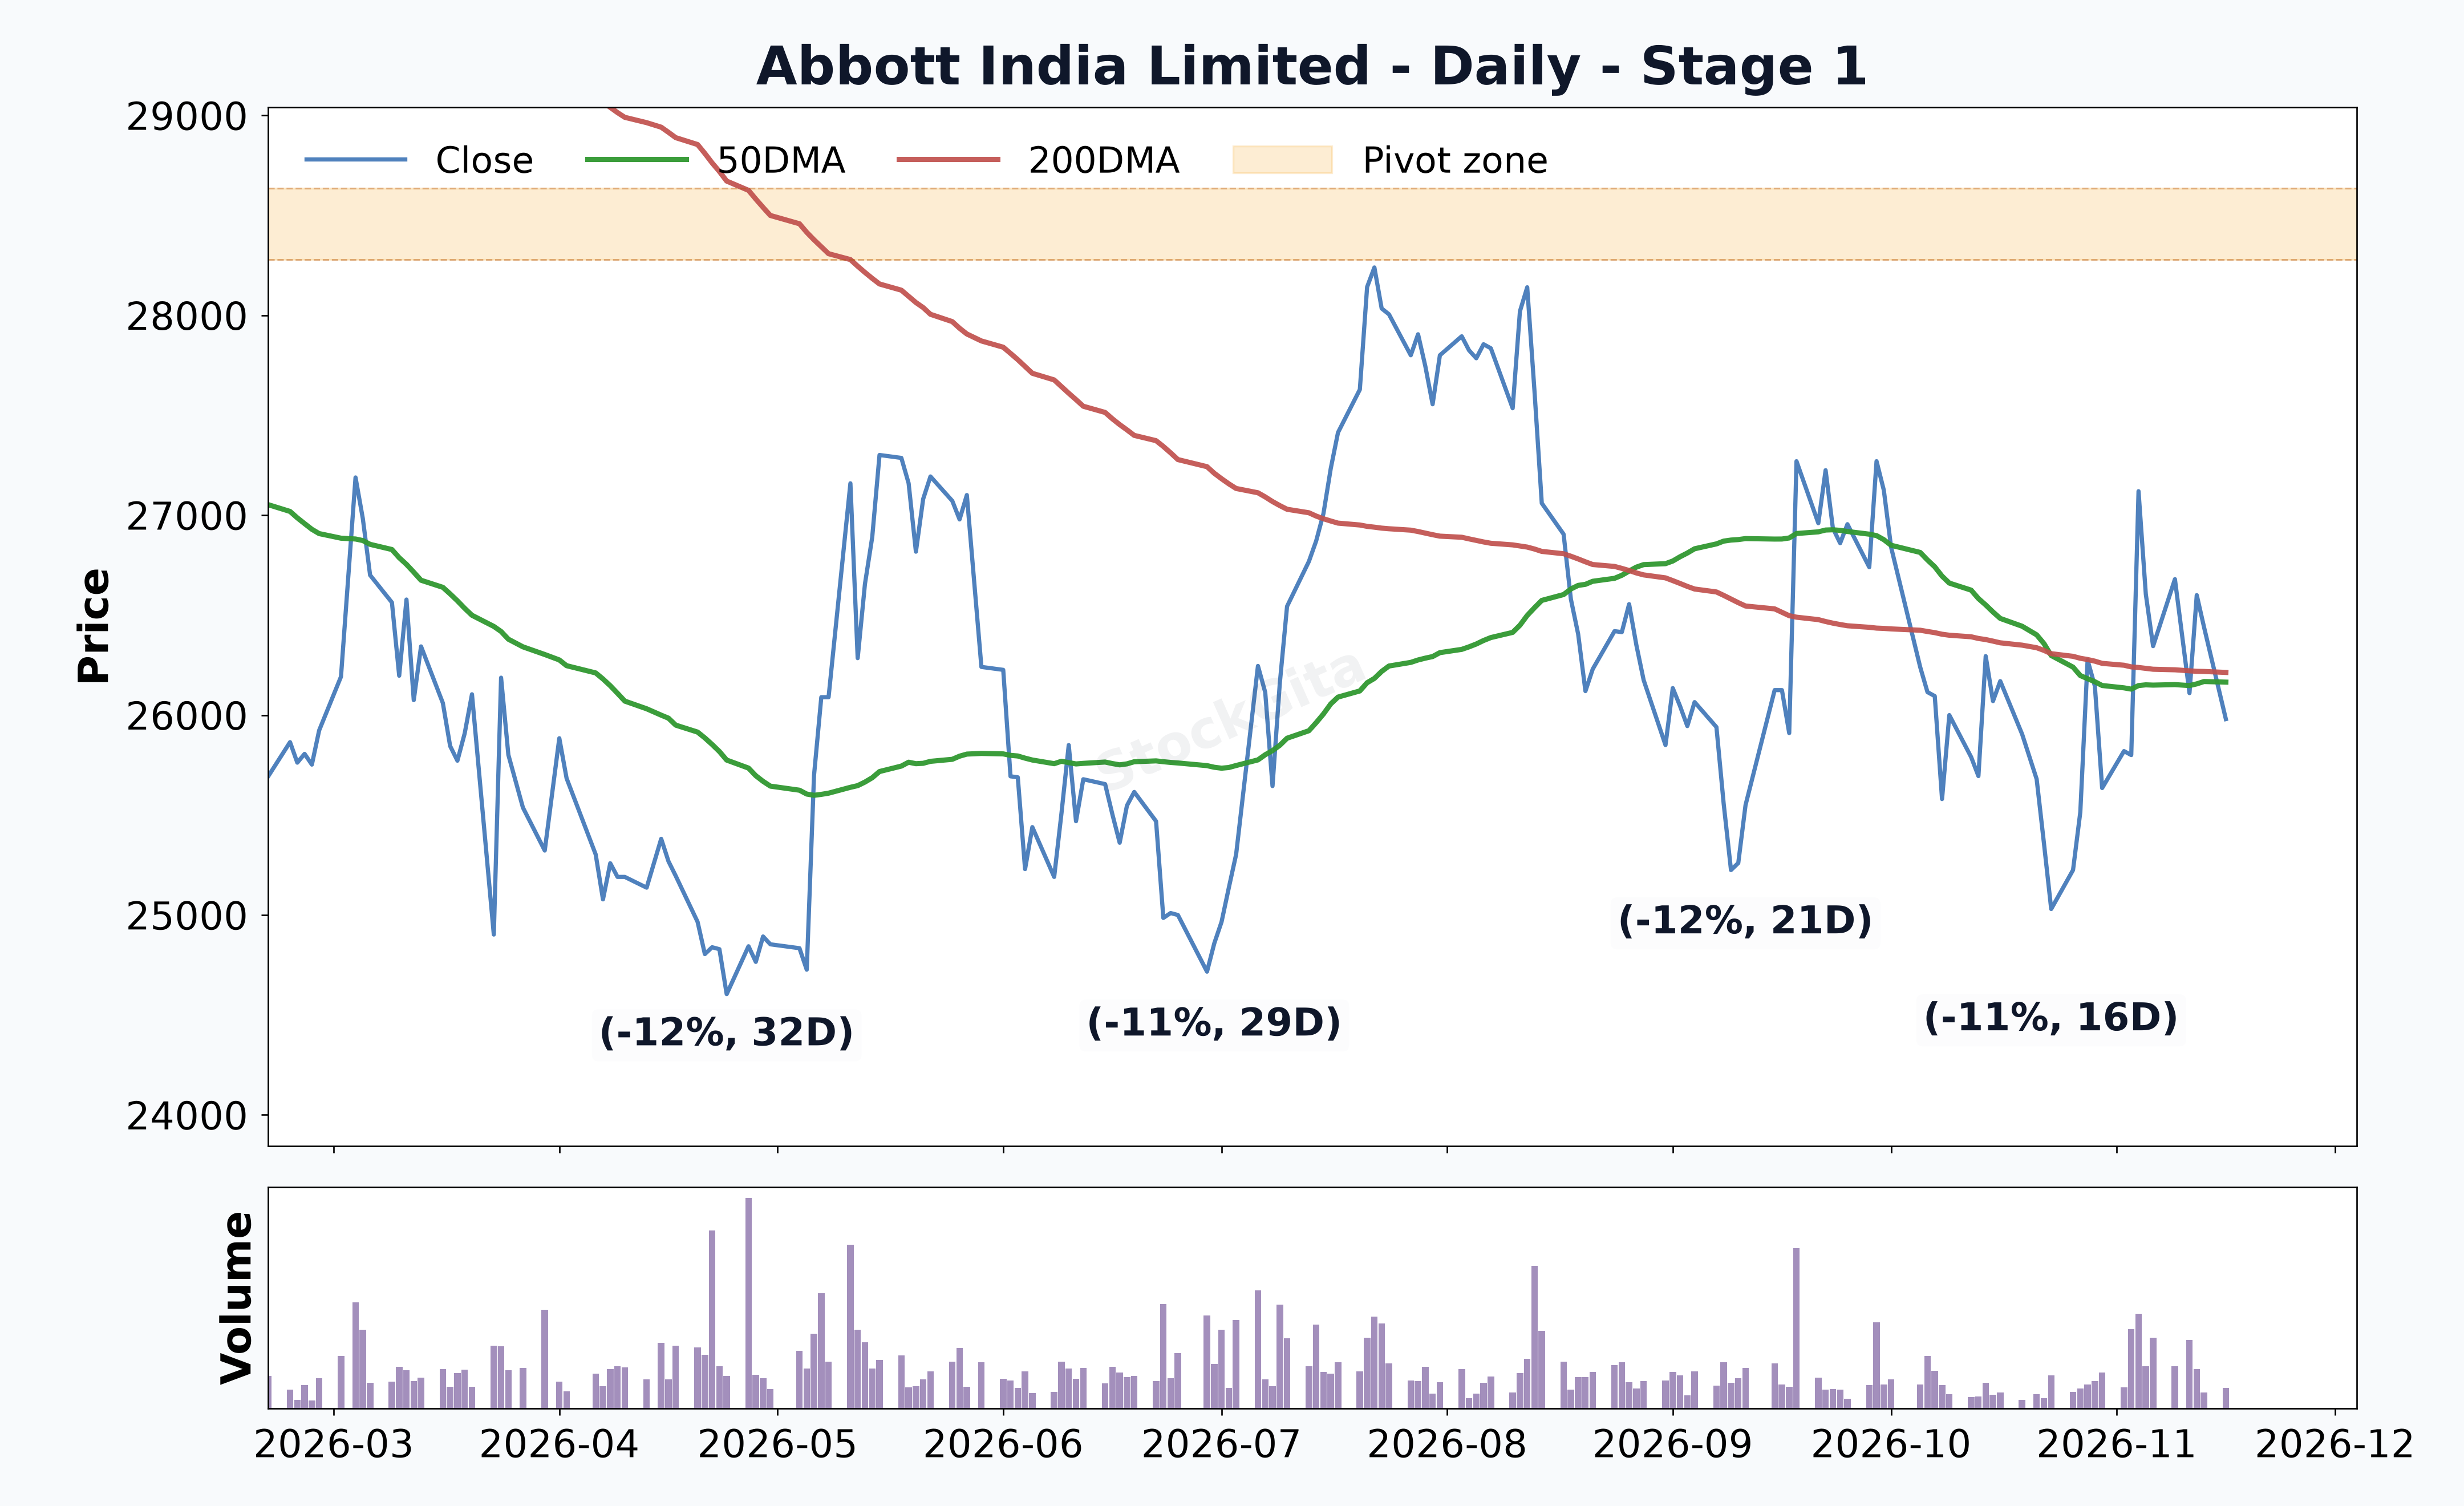 Abbott India Limited - Daily - Stage 1
Close 50DMA 200DMA Pivot zone
29000
28000
27000
26000
25000
24000
Price
StockGita
(-12%, 32D)
(-11%, 29D)
(-12%, 21D)
(-11%, 16D)
Volume
2026-03 2026-04 2026-05 2026-06 2026-07 2026-08 2026-09 2026-10 2026-11 2026-12